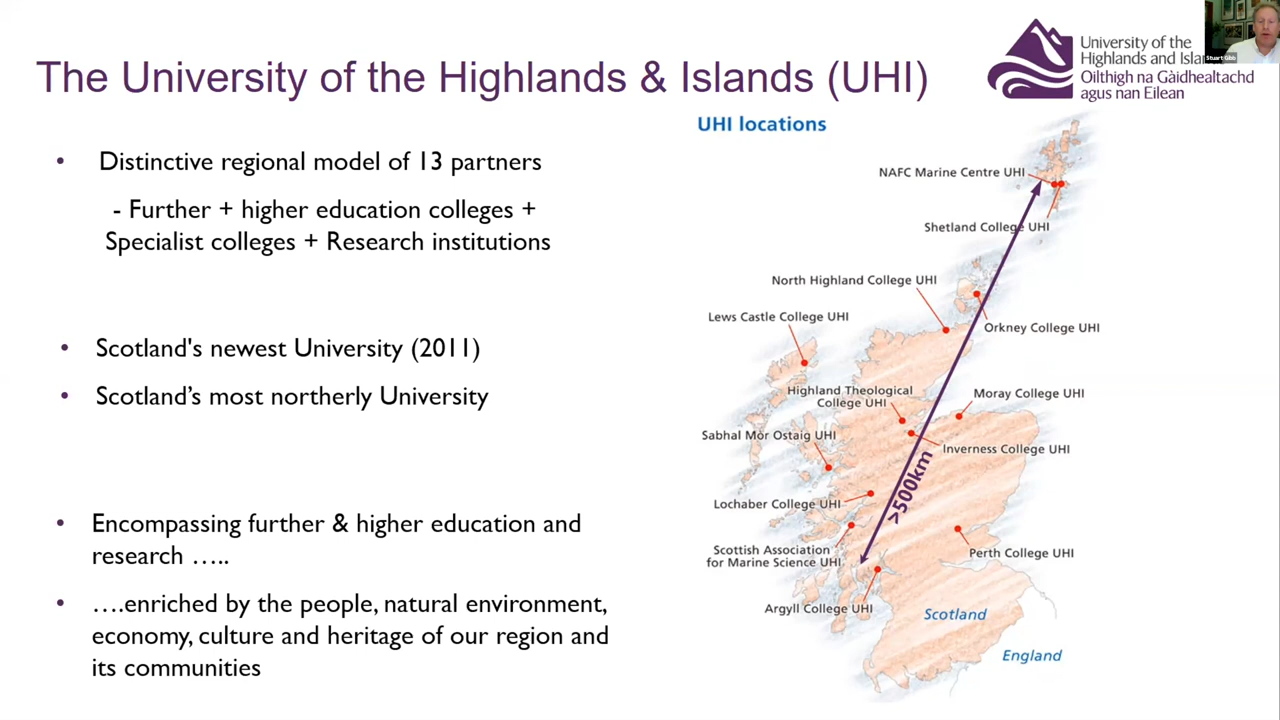 The University of the Highlands & Islands (UHI)
University of the
Highlands and Isla
Oilthigh na Gàidhealtachd
agus nan Eilean
Stuart Gibb
• Distinctive regional model of 13 partners
- Further + higher education colleges +
Specialist colleges + Research institutions
• Scotland's newest University (2011)
• Scotland’s most northerly University
• Encompassing further & higher education and
research …..
• ….enriched by the people, natural environment,
economy, culture and heritage of our region and
its communities
UHI locations
NAFC Marine Centre UHI
Shetland College UHI
North Highland College UHI
Lews Castle College UHI
Orkney College UHI
Highland Theological
College UHI
Moray College UHI
Sabhal Mòr Ostaig UHI
Inverness College UHI
>500km
Lochaber College UHI
Scottish Association
for Marine Science UHI
Perth College UHI
Argyll College UHI
Scotland
England